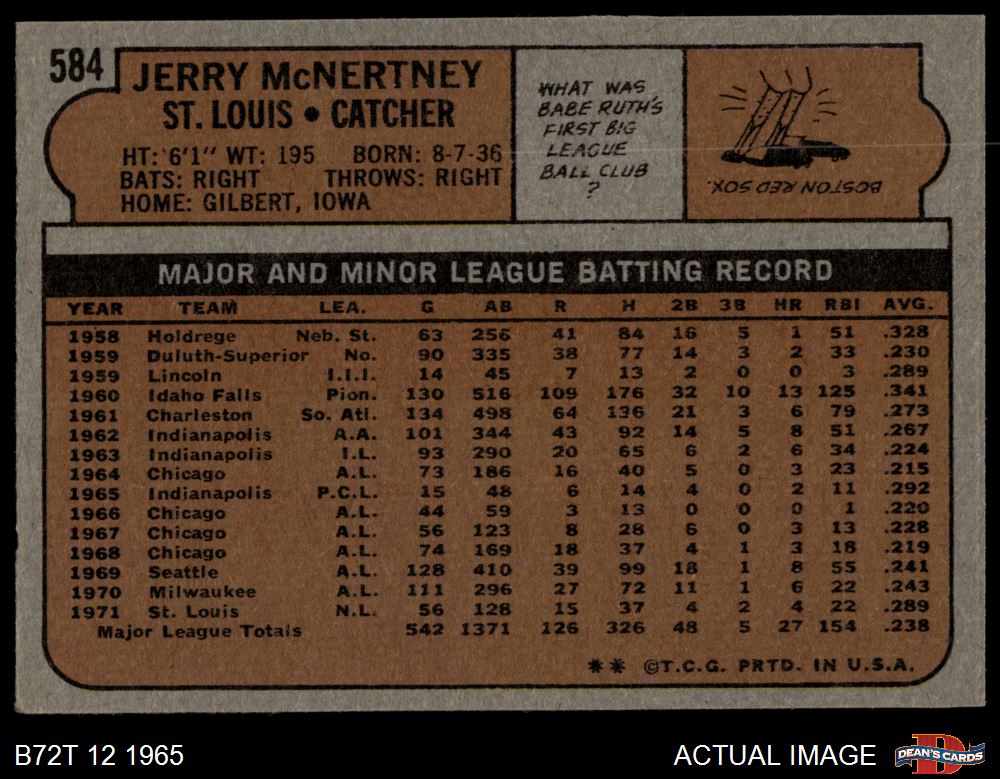 584
JERRY McNERTNEY
ST. LOUIS • CATCHER
HT: 6'1" WT: 195 BORN: 8-7-36
BATS: RIGHT THROWS: RIGHT
HOME: GILBERT, IOWA
WHAT WAS
BABE RUTH'S
FIRST BIG
LEAGUE
BALL CLUB
?
BOSTON RED SOX.
MAJOR AND MINOR LEAGUE BATTING RECORD
YEAR TEAM LEA. G AB R H 2B 3B HR RBI AVG.
1958 Holdrege Neb. St. 63 256 41 84 16 5 1 51 .328
1959 Duluth-Superior No. 90 335 38 77 14 3 2 33 .230
1959 Lincoln I.I.I. 14 45 7 13 2 0 0 3 .289
1960 Idaho Falls Pion. 130 516 109 176 32 10 13 125 .341
1961 Charleston So. Atl. 134 498 64 136 21 3 6 79 .273
1962 Indianapolis A.A. 101 344 43 92 14 5 8 51 .267
1963 Indianapolis I.L. 93 290 20 65 6 2 6 34 .224
1964 Chicago A.L. 73 186 16 40 5 0 3 23 .215
1965 Indianapolis P.C.L. 15 48 6 14 4 0 2 11 .292
1966 Chicago A.L. 44 59 3 13 0 0 0 1 .220
1967 Chicago A.L. 56 123 8 28 6 0 3 13 .228
1968 Chicago A.L. 74 169 18 37 4 1 3 18 .219
1969 Seattle A.L. 128 410 39 99 18 1 8 55 .241
1970 Milwaukee A.L. 111 296 27 72 11 1 6 22 .243
1971 St. Louis N.L. 56 128 15 37 4 2 4 22 .289
Major League Totals 542 1371 126 326 48 5 27 154 .238
** ©T.C.G. PRTD. IN U.S.A.
B72T 12 1965
ACTUAL IMAGE
DEAN'S CARDS